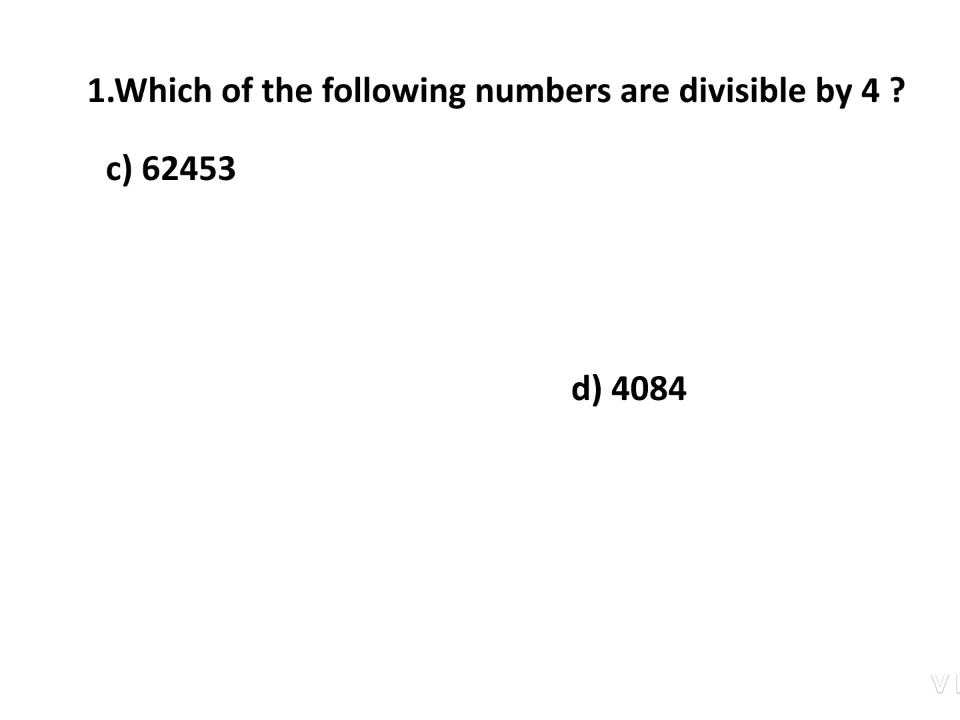 1.Which of the following numbers are divisible by 4 ?
c) 62453
d) 4084